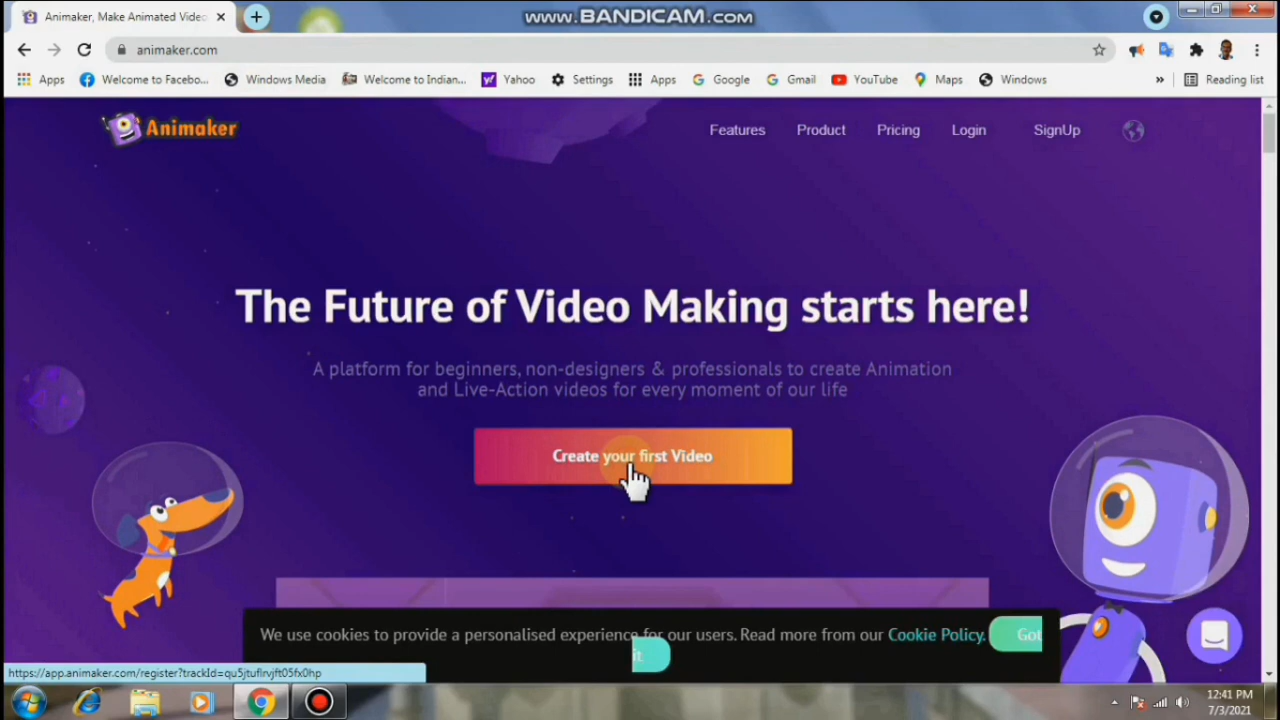 Animaker, Make Animated Video
www.BANDICAM.com
animaker.com
Apps
Welcome to Facebo...
Windows Media
Welcome to Indian...
Yahoo
Settings
Apps
Google
Gmail
YouTube
Maps
Windows
»
Reading list
Animaker
Features
Product
Pricing
Login
SignUp
The Future of Video Making starts here!
A platform for beginners, non-designers & professionals to create Animation
and Live-Action videos for every moment of our life
Create your first Video
We use cookies to provide a personalised experience for our users. Read more from our Cookie Policy. Got
it
https://app.animaker.com/register?trackId=qu5jtuflrvjft05fx0hp
12:41 PM
7/3/2021